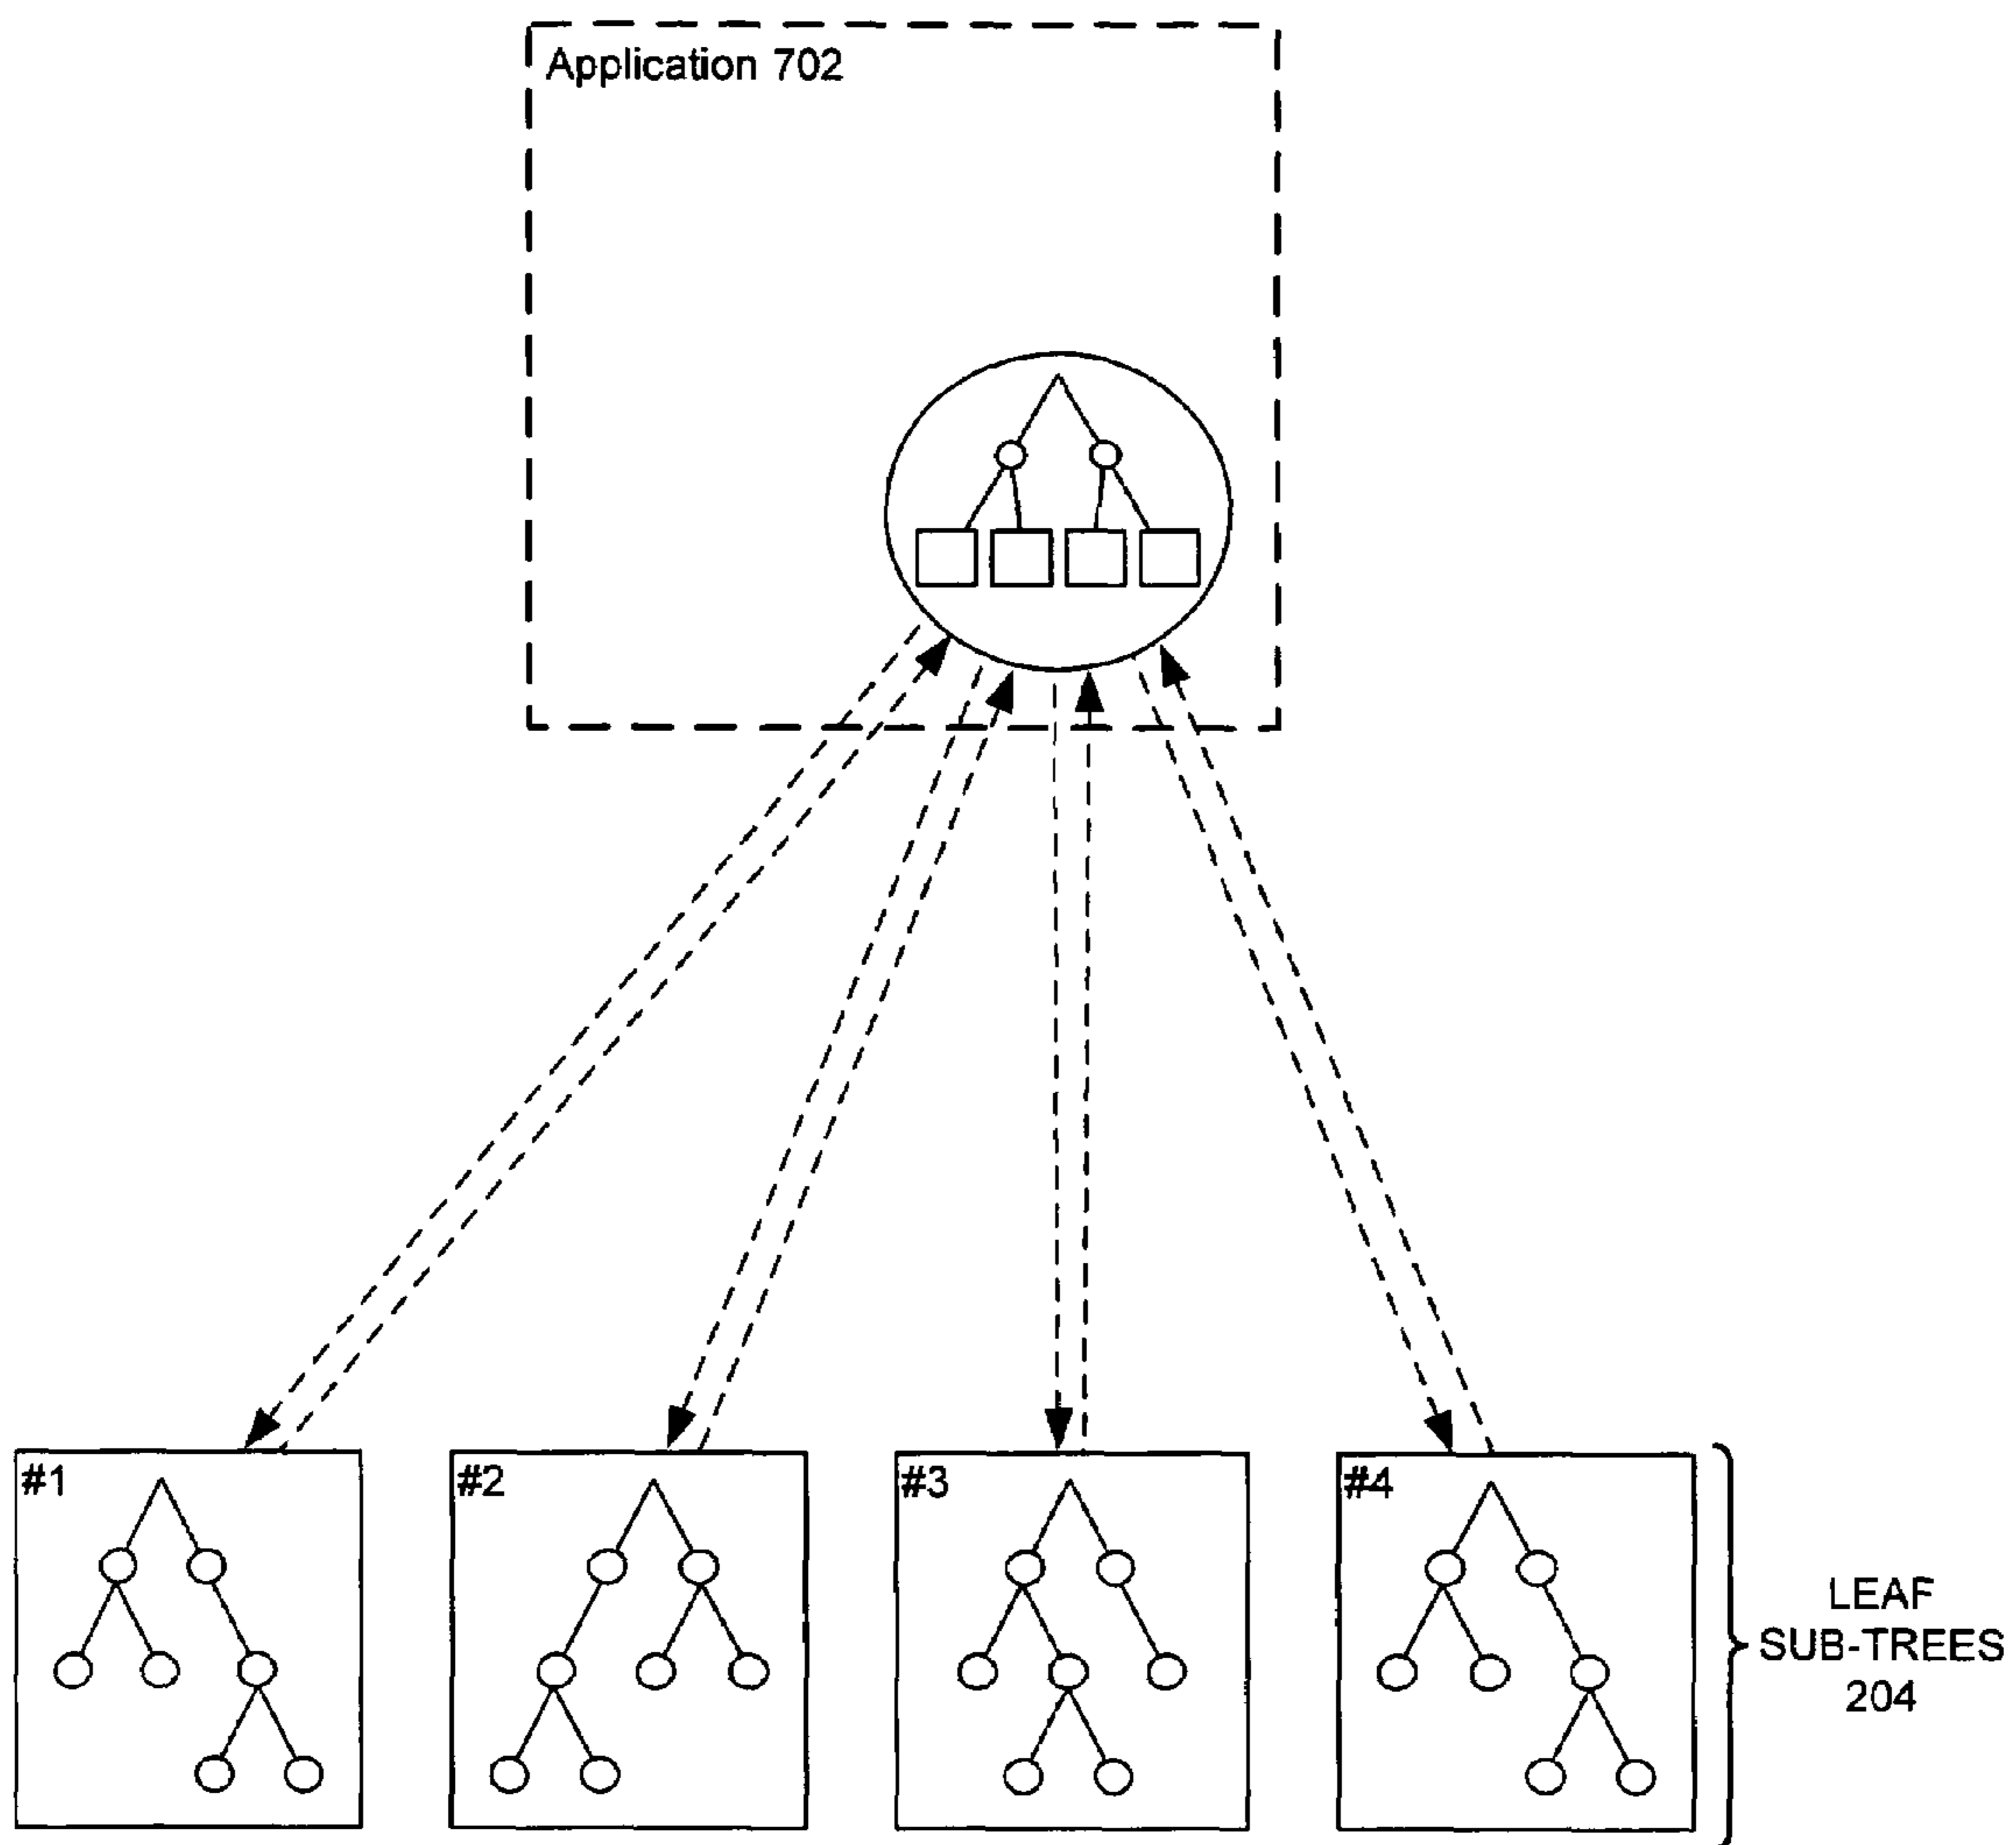 Application 702
#1
#2
#3
#4
LEAF
SUB-TREES
204